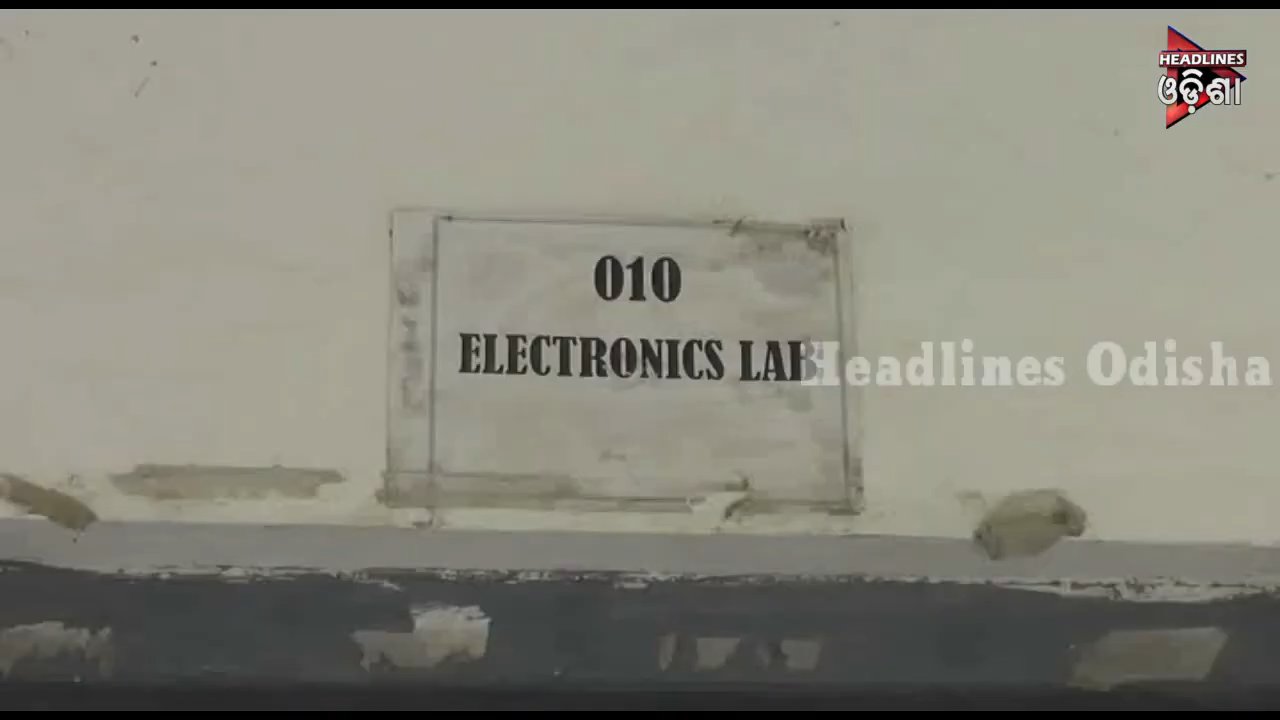 HEADLINES
ଓଡ଼ିଶା
010
ELECTRONICS LAB
Headlines Odisha